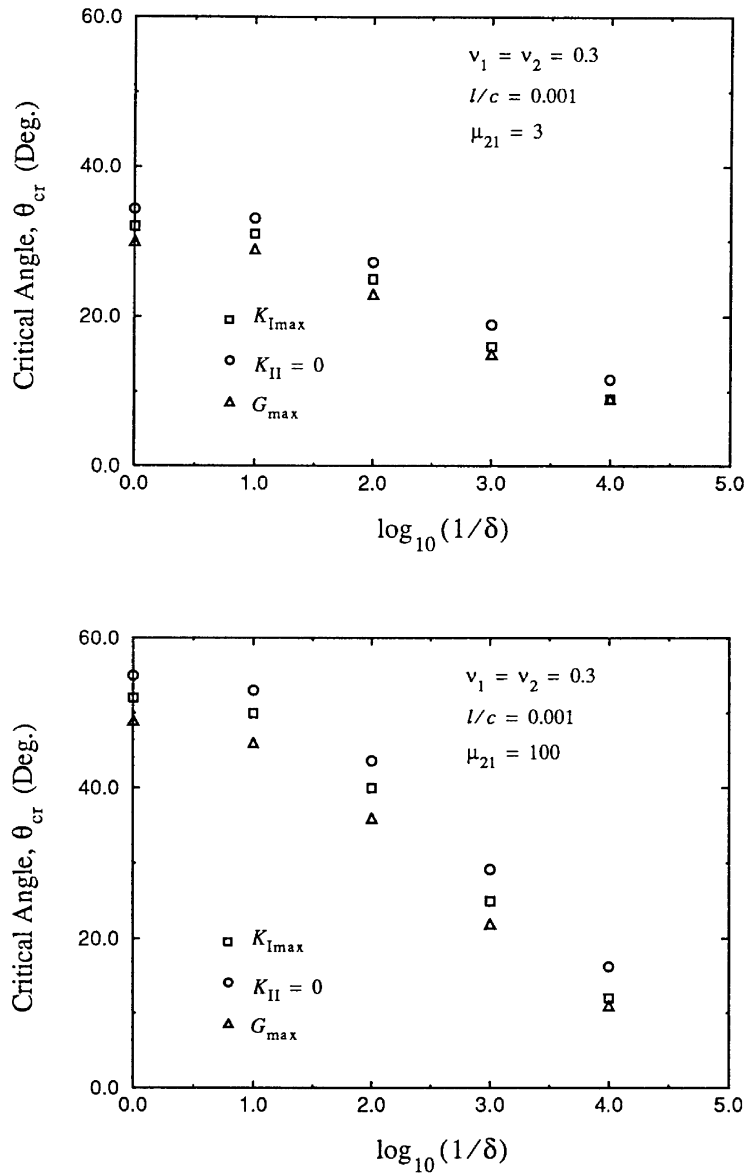 60.0
40.0
20.0
0.0
Critical Angle, θcr (Deg.)
ν1 = ν2 = 0.3
l/c = 0.001
μ21 = 3
KImax
KII = 0
Gmax
0.0 1.0 2.0 3.0 4.0 5.0
log10(1/δ)
60.0
40.0
20.0
0.0
Critical Angle, θcr (Deg.)
ν1 = ν2 = 0.3
l/c = 0.001
μ21 = 100
KImax
KII = 0
Gmax
0.0 1.0 2.0 3.0 4.0 5.0
log10(1/δ)